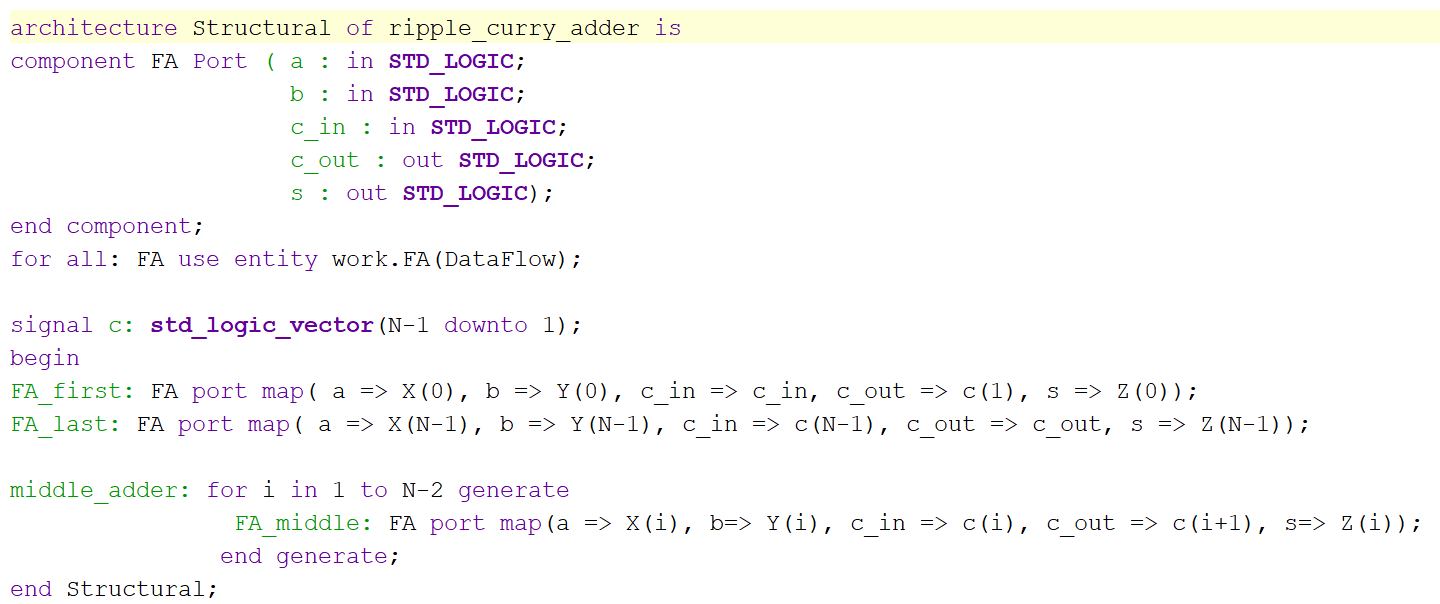 architecture Structural of ripple_curry_adder is
component FA Port ( a : in STD_LOGIC;
b : in STD_LOGIC;
c_in : in STD_LOGIC;
c_out : out STD_LOGIC;
s : out STD_LOGIC);
end component;
for all: FA use entity work.FA(DataFlow);
signal c: std_logic_vector(N-1 downto 1);
begin
FA_first: FA port map( a => X(0), b => Y(0), c_in => c_in, c_out => c(1), s => Z(0));
FA_last: FA port map( a => X(N-1), b => Y(N-1), c_in => c(N-1), c_out => c_out, s => Z(N-1));
middle_adder: for i in 1 to N-2 generate
FA_middle: FA port map(a => X(i), b=> Y(i), c_in => c(i), c_out => c(i+1), s=> Z(i));
end generate;
end Structural;